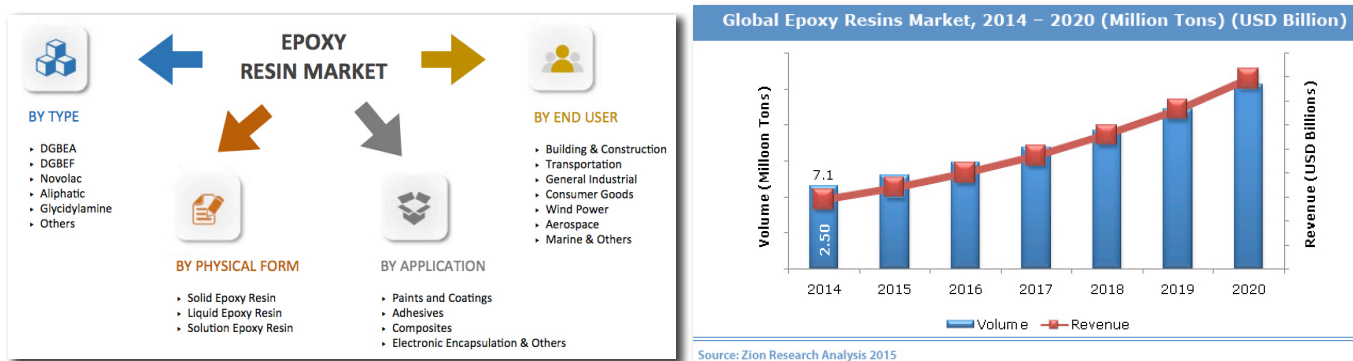 EPOXY
RESIN MARKET
BY TYPE
DGBEA
DGBEF
Novolac
Aliphatic
Glycidylamine
Others
BY PHYSICAL FORM
Solid Epoxy Resin
Liquid Epoxy Resin
Solution Epoxy Resin
BY APPLICATION
Paints and Coatings
Adhesives
Composites
Electronic Encapsulation & Others
BY END USER
Building & Construction
Transportation
General Industrial
Consumer Goods
Wind Power
Aerospace
Marine & Others
Global Epoxy Resins Market, 2014 – 2020 (Million Tons) (USD Billion)
Volume (Milloon Tons)
7.1
2.50
2014 2015 2016 2017 2018 2019 2020
Revenue (USD Billions)
Volume Revenue
Source: Zion Research Analysis 2015